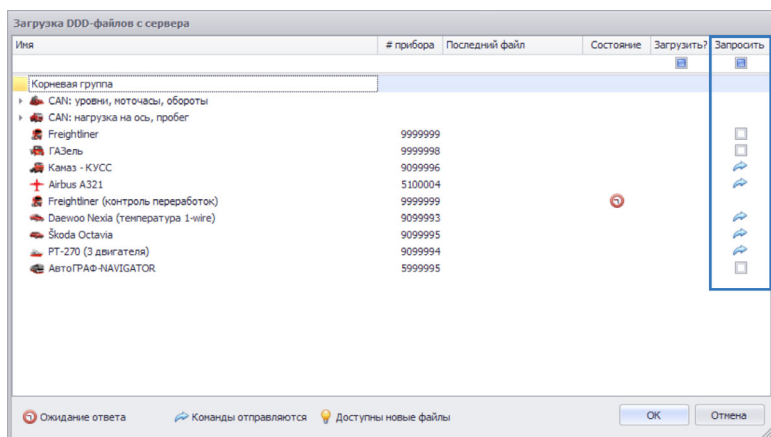 Загрузка DDD-файлов с сервера
Имя # прибора Последний файл Состояние Загрузить? Запросить
Корневая группа
CAN: уровни, моточасы, обороты
CAN: нагрузка на ось, пробег
Freightliner 9999999
ГАЗель 9999998
Камаз - КУСС 9099996
Airbus A321 5100004
Freightliner (контроль переработок) 9999999
Daewoo Nexia (температура 1-wire) 9099993
Škoda Octavia 9099995
РТ-270 (3 двигателя) 9099994
АвтоГРАФ-NAVIGATOR 5999995
Ожидание ответа Команды отправляются Доступны новые файлы OK Отмена